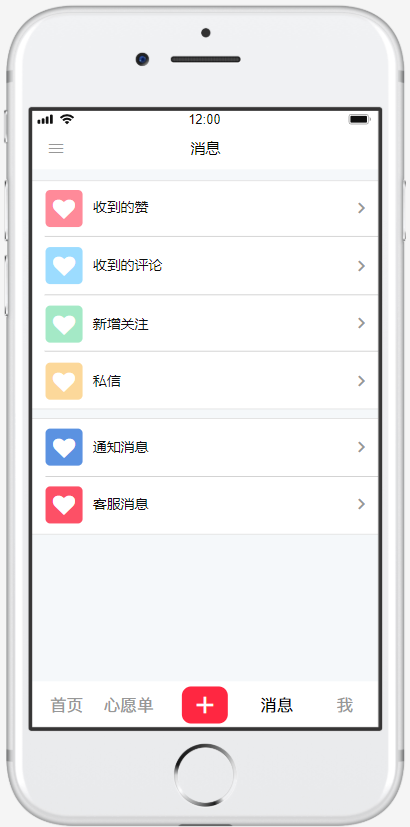 12:00
消息
收到的赞
收到的评论
新增关注
私信
通知消息
客服消息
首页 心愿单 + 消息 我